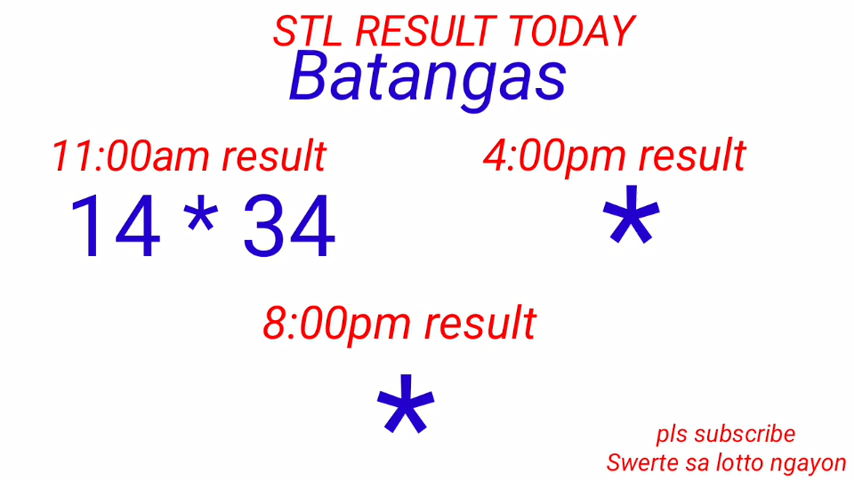 STL RESULT TODAY
Batangas
11:00am result
14 * 34
4:00pm result
*
8:00pm result
*
pls subscribe
Swerte sa lotto ngayon